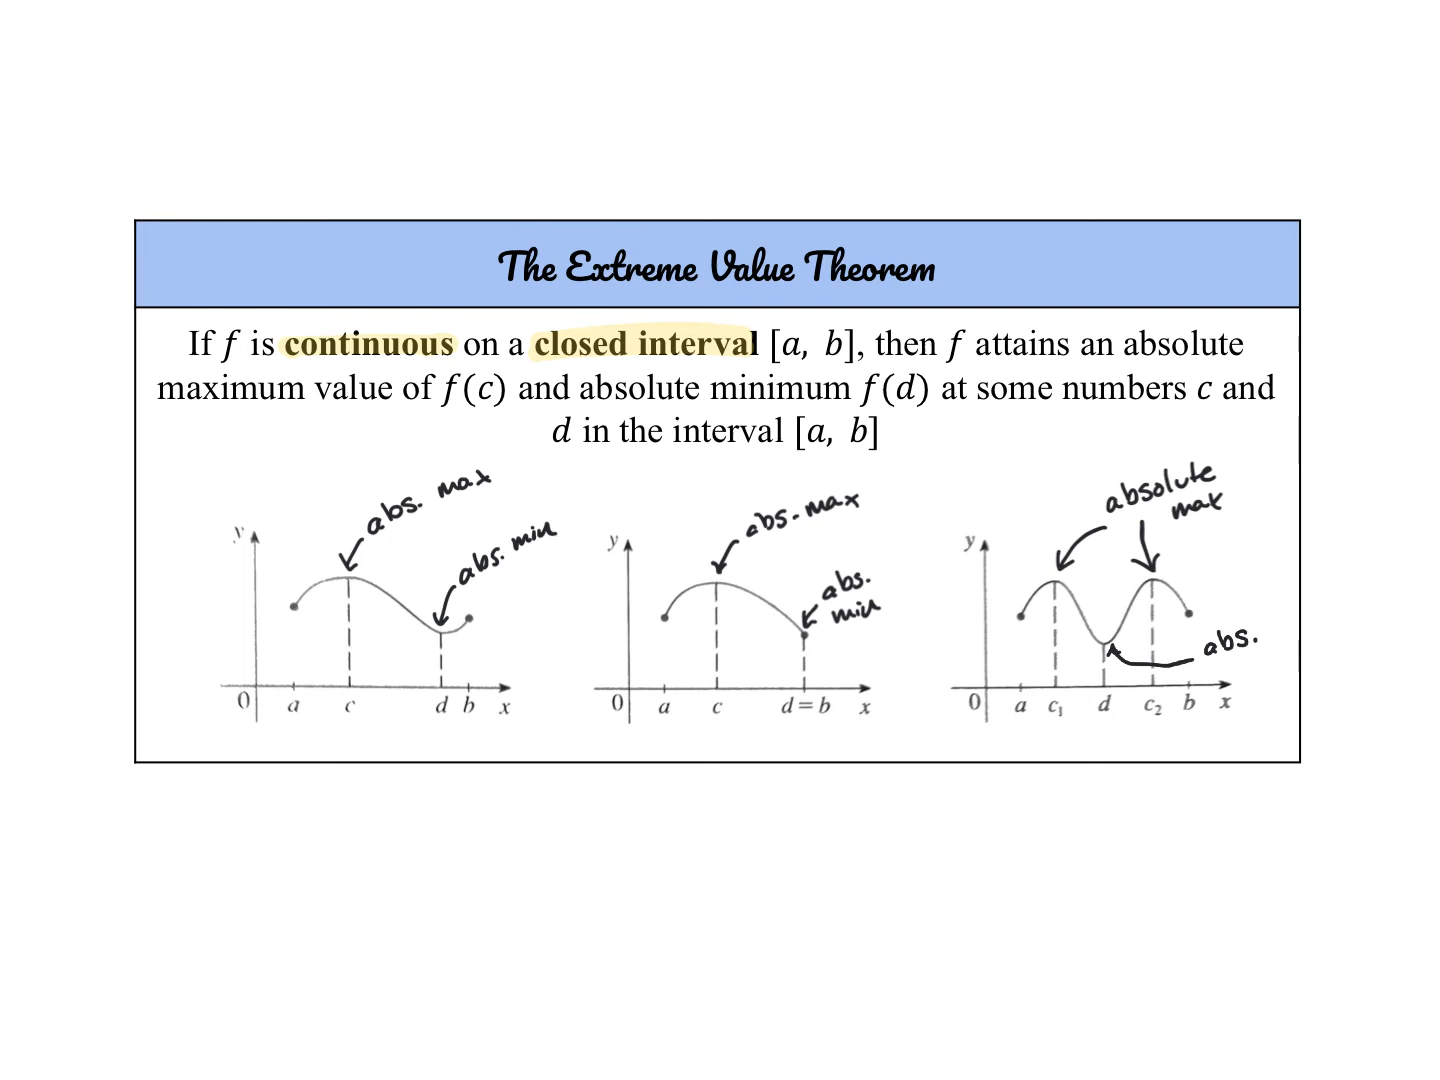 The Extreme Value Theorem
If f is continuous on a closed interval [a, b], then f attains an absolute
maximum value of f(c) and absolute minimum f(d) at some numbers c and
d in the interval [a, b]
abs. max
abs. min
y
0 a c d b x
abs. max
abs.
min
y
0 a c d = b x
absolute
max
y
abs.
0 a c₁ d c₂ b x